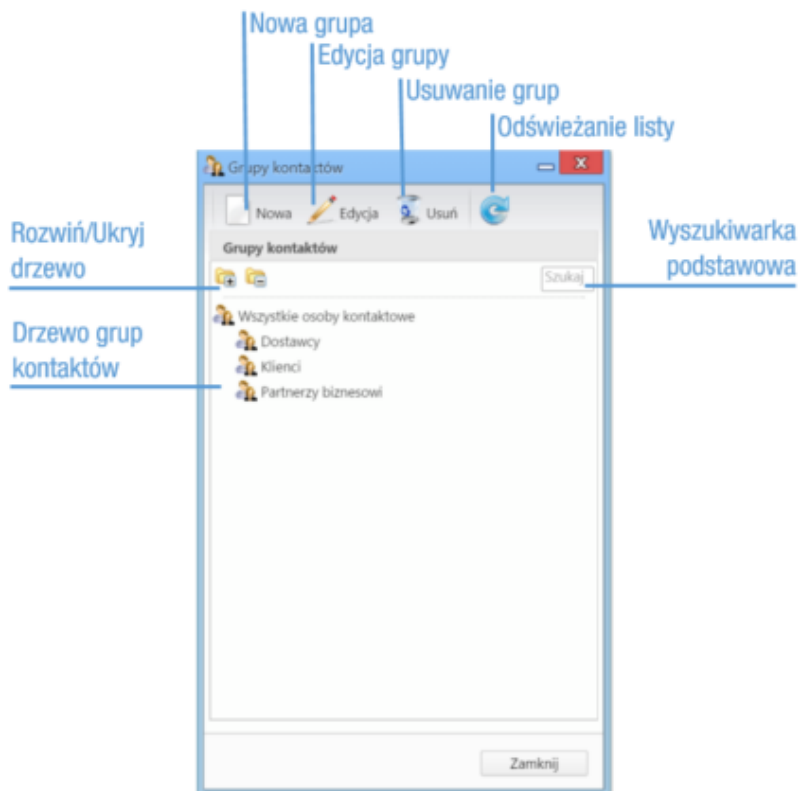 Nowa grupa
Edycja grupy
Usuwanie grup
Odświeżanie listy
Grupy kontaktów
Nowa Edycja Usuń
Rozwiń/Ukryj
drzewo
Grupy kontaktów
Wyszukiwarka
podstawowa
Szukaj
Wszystkie osoby kontaktowe
Drzewo grup
kontaktów
Dostawcy
Klienci
Partnerzy biznesowi
Zamknij